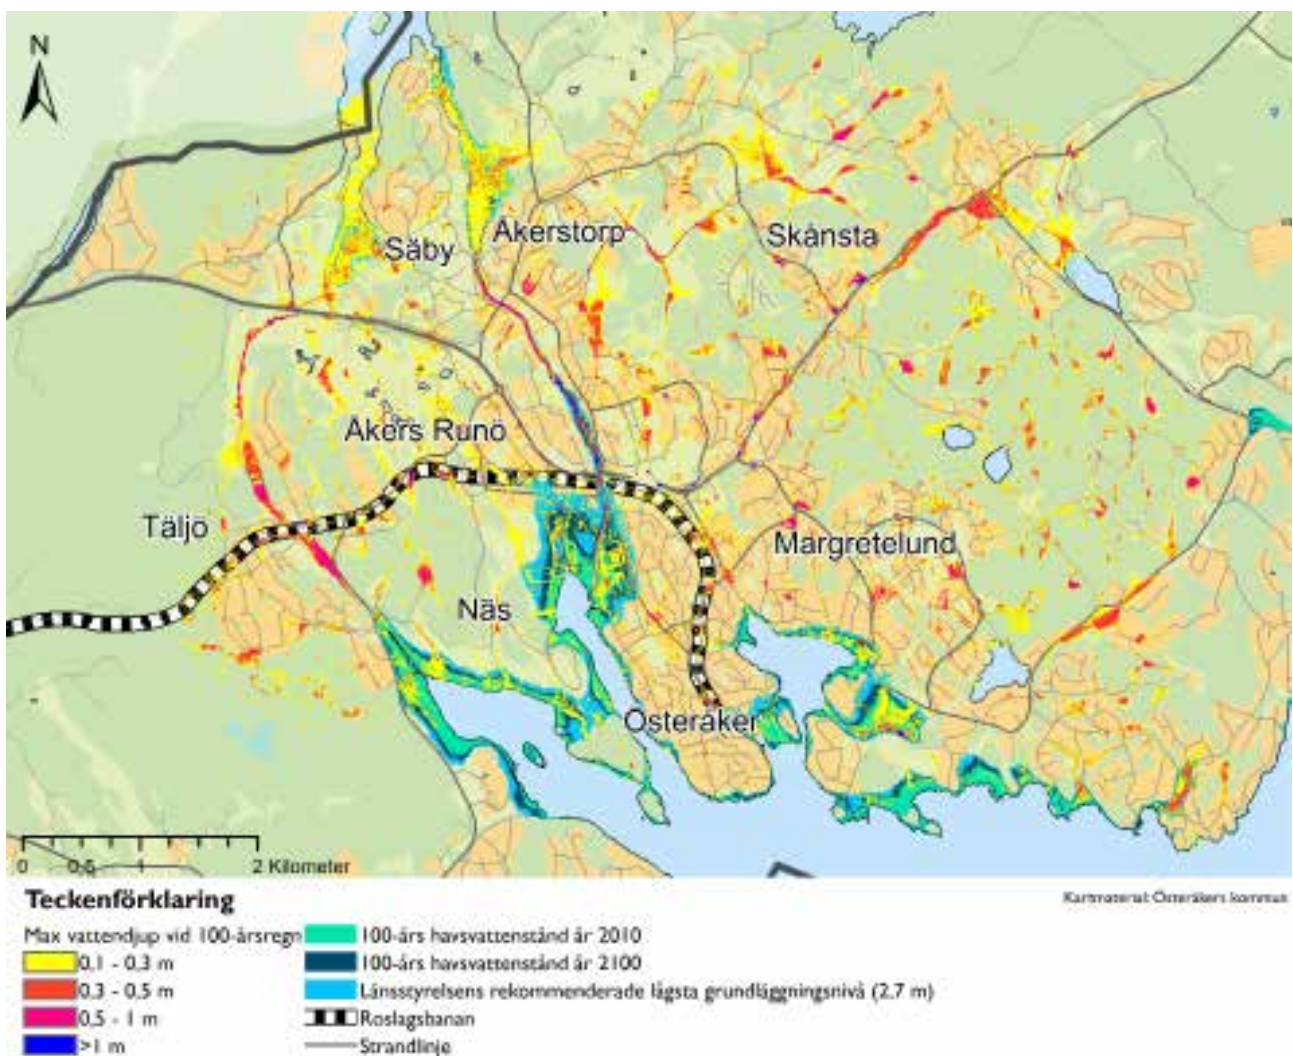 N
Säby
Åkerstorp
Skånsta
Åkers Runö
Täljö
Margretelund
Näs
Österåker
0 0,5 1 2 Kilometer
Teckenförklaring
Kartmaterial: Österåkers kommun
Max vattendjup vid 100-årsregn
0,1 - 0,3 m
0,3 - 0,5 m
0,5 - 1 m
>1 m
100-års havsvattenstånd år 2010
100-års havsvattenstånd år 2100
Länsstyrelsens rekommenderade lägsta grundläggningsnivå (2,7 m)
Roslagsbanan
Strandlinje